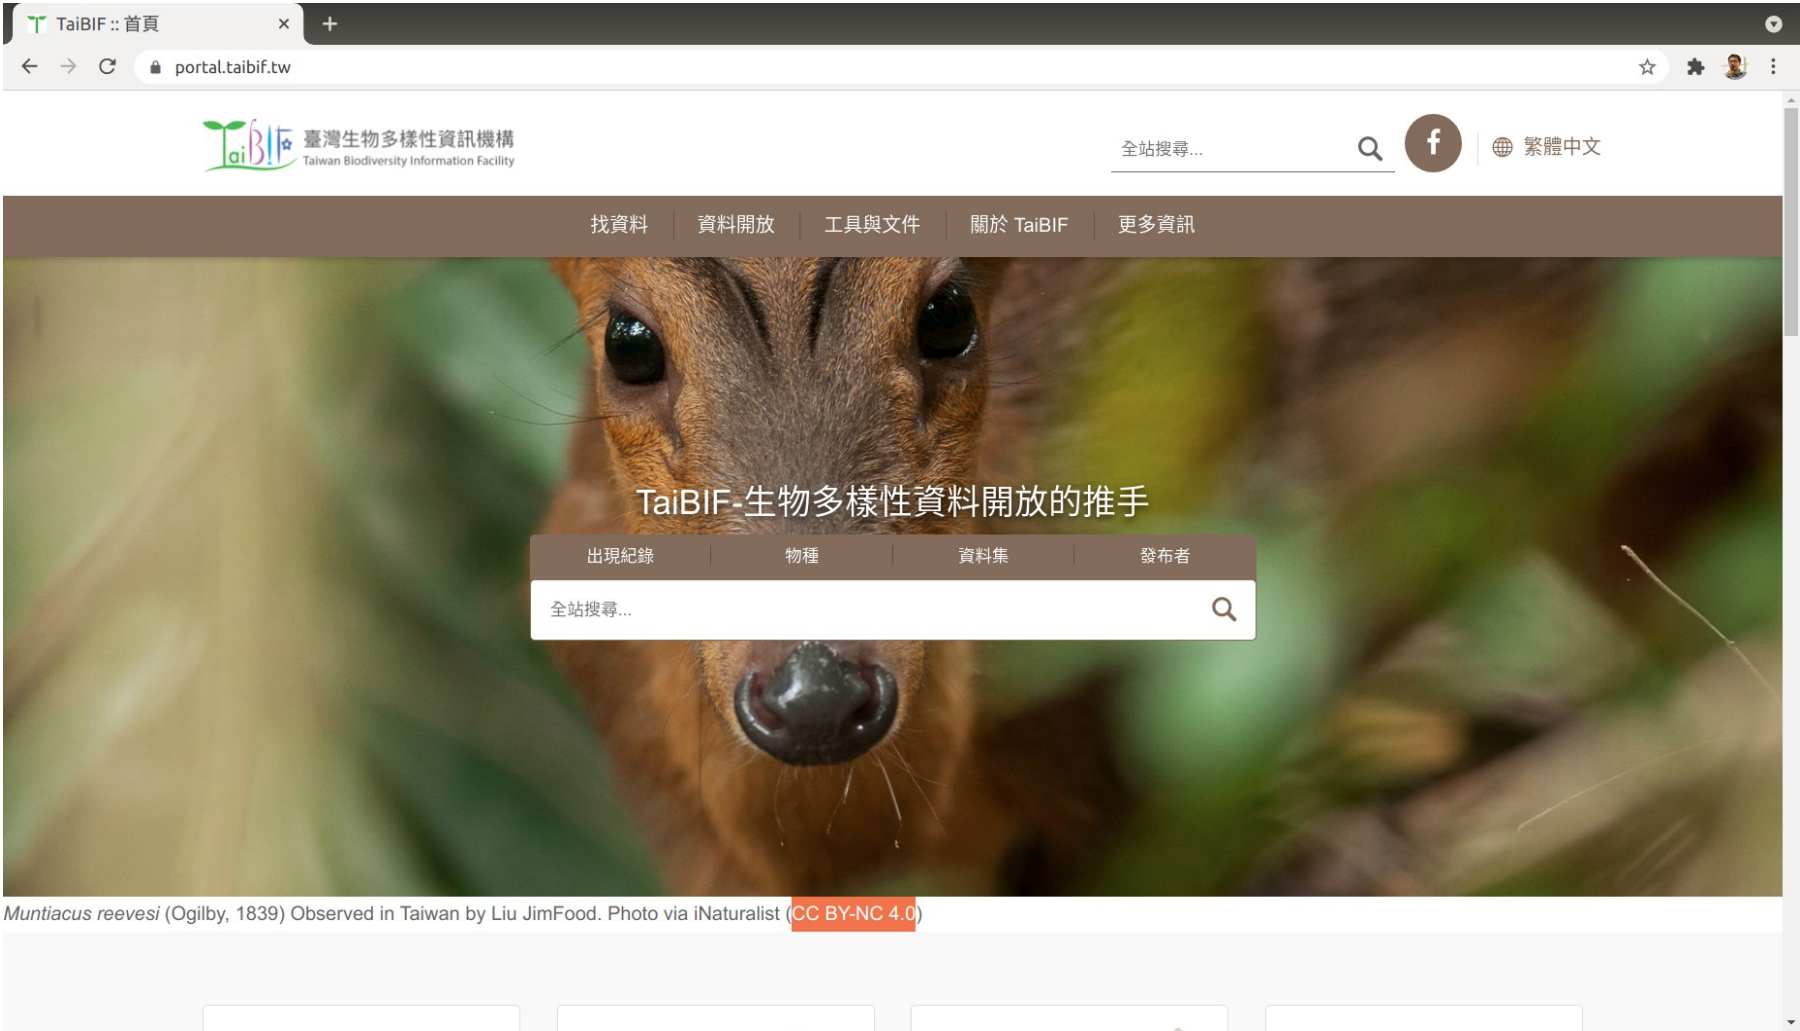 TaiBIF :: 首頁
portal.taibif.tw
TaiBIF 臺灣生物多樣性資訊機構
Taiwan Biodiversity Information Facility
全站搜尋...
繁體中文
找資料
資料開放
工具與文件
關於 TaiBIF
更多資訊
TaiBIF-生物多樣性資料開放的推手
出現紀錄
物種
資料集
發布者
全站搜尋...
Muntiacus reevesi (Ogilby, 1839) Observed in Taiwan by Liu JimFood. Photo via iNaturalist (CC BY-NC 4.0)